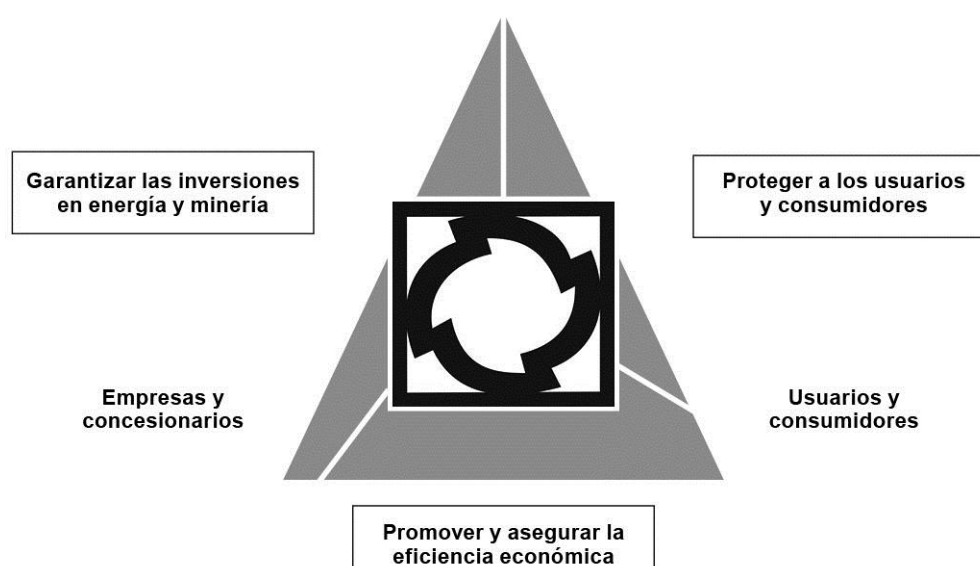 Garantizar las inversiones
en energía y minería
Proteger a los usuarios
y consumidores
Empresas y
concesionarios
Usuarios y
consumidores
Promover y asegurar la
eficiencia económica